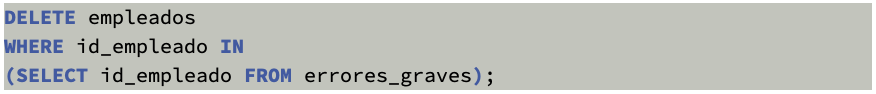 DELETE empleados
WHERE id_empleado IN
(SELECT id_empleado FROM errores_graves);